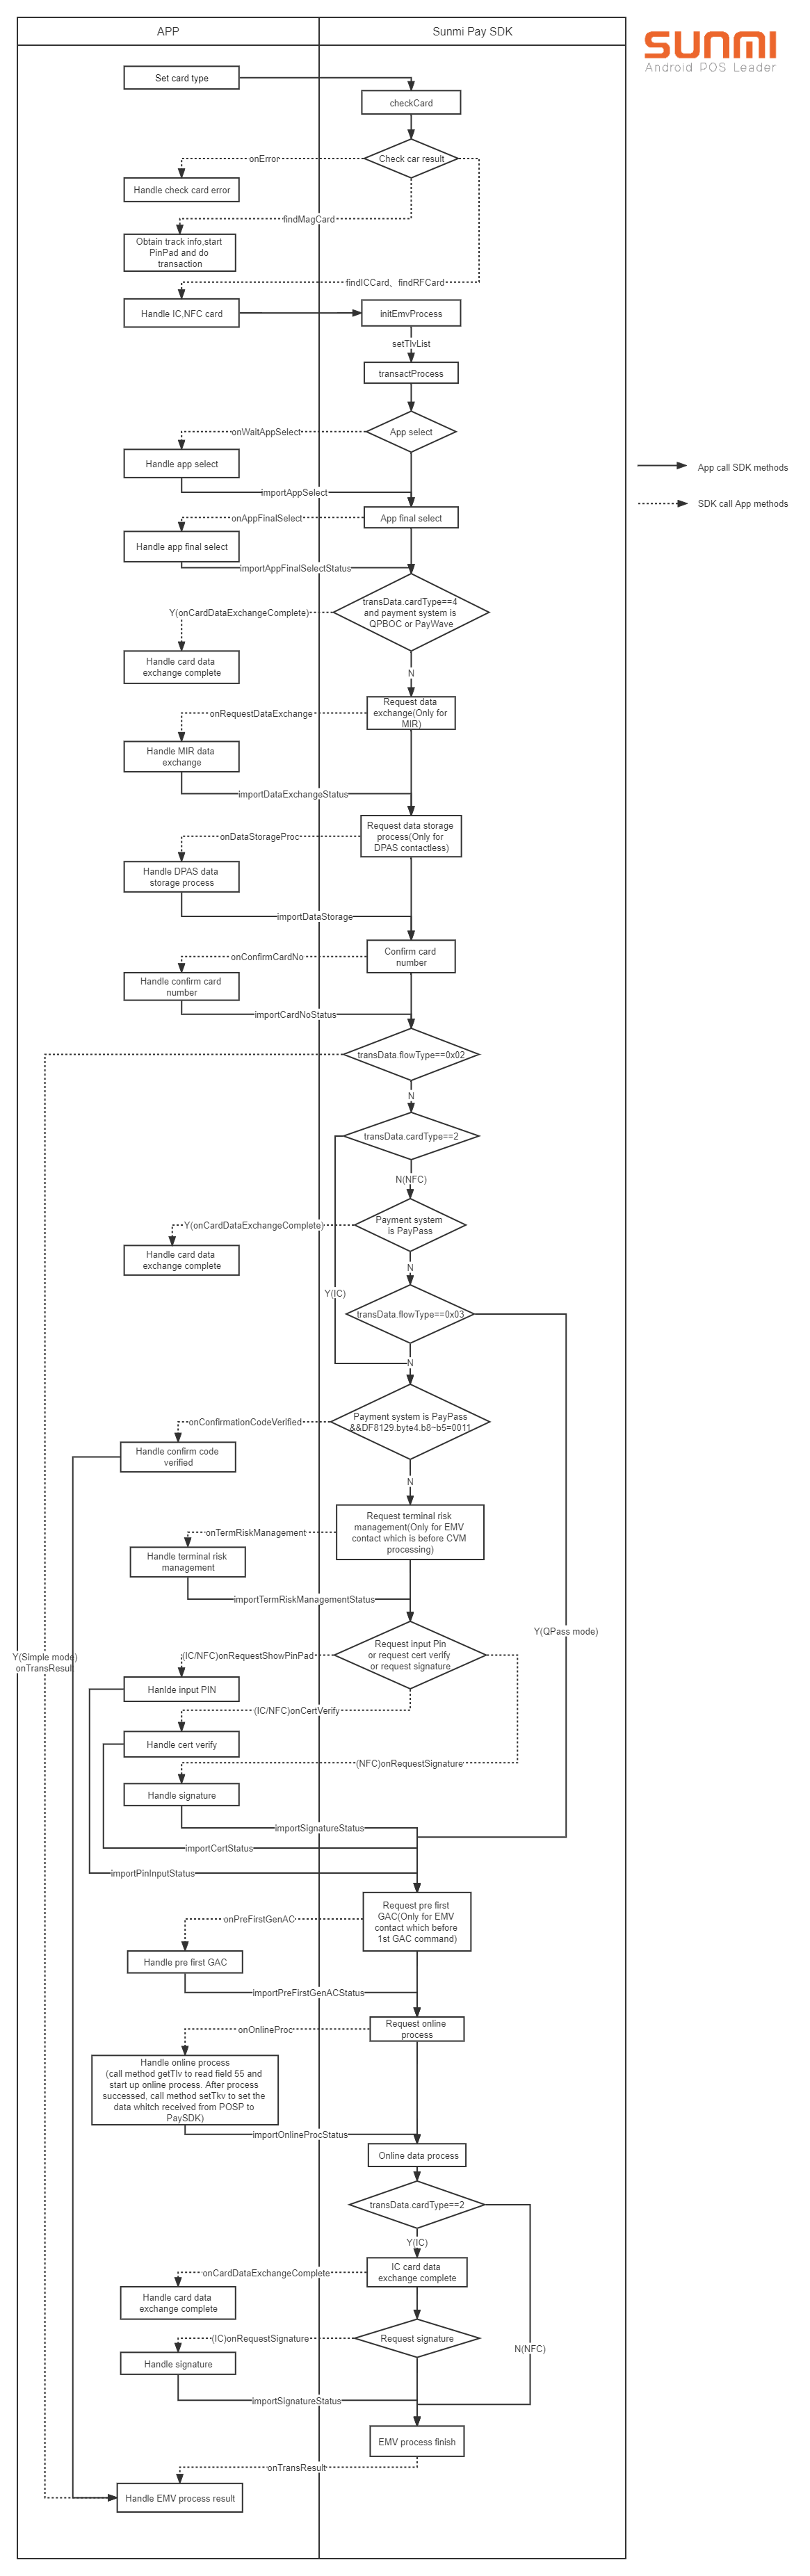 APP
Sunmi Pay SDK
SUNMI
Android POS Leader
Set card type
checkCard
Check car result
onError
Handle check card error
findMagCard
Obtain track info,start
PinPad and do
transaction
findICCard、findRFCard
Handle IC,NFC card
initEmvProcess
setTlvList
transactProcess
onWaitAppSelect
App select
Handle app select
App call SDK methods
importAppSelect
SDK call App methods
onAppFinalSelect
App final select
Handle app final select
importAppFinalSelectStatus
transData.cardType==4
and payment system is
QPBOC or PayWave
Y(onCardDataExchangeComplete)
Handle card data
exchange complete
N
Request data
exchange(Only for
MIR)
onRequestDataExchange
Handle MIR data
exchange
importDataExchangeStatus
Request data storage
process(Only for
DPAS contactless)
onDataStorageProc
Handle DPAS data
storage process
importDataStorage
Confirm card
number
onConfirmCardNo
Handle confirm card
number
importCardNoStatus
transData.flowType==0x02
N
transData.cardType==2
N(NFC)
Payment system
is PayPass
Y(onCardDataExchangeComplete)
Handle card data
exchange complete
N
Y(IC)
transData.flowType==0x03
N
Payment system is PayPass
&&DF8129.byte4.b8~b5=0011
onConfirmationCodeVerified
Handle confirm code
verified
N
Request terminal risk
management(Only for EMV
contact which is before CVM
processing)
onTermRiskManagement
Handle terminal risk
management
importTermRiskManagementStatus
Y(QPass mode)
Request input Pin
or request cert verify
or request signature
Y(Simple mode)
onTransResult
(IC/NFC)onRequestShowPinPad
Hanlde input PIN
(IC/NFC)onCertVerify
Handle cert verify
(NFC)onRequestSignature
Handle signature
importSignatureStatus
importCertStatus
importPinInputStatus
Request pre first
GAC(Only for EMV
contact which before
1st GAC command)
onPreFirstGenAC
Handle pre first GAC
importPreFirstGenACStatus
Request online
process
onOnlineProc
Handle online process
(call method getTlv to read field 55 and
start up online process. After process
successed, call method setTkv to set the
data whitch received from POSP to
PaySDK)
importOnlineProcStatus
Online data process
transData.cardType==2
Y(IC)
IC card data
exchange complete
onCardDataExchangeComplete
Handle card data
exchange complete
(IC)onRequestSignature
Request signature
N(NFC)
Handle signature
importSignatureStatus
EMV process finish
onTransResult
Handle EMV process result